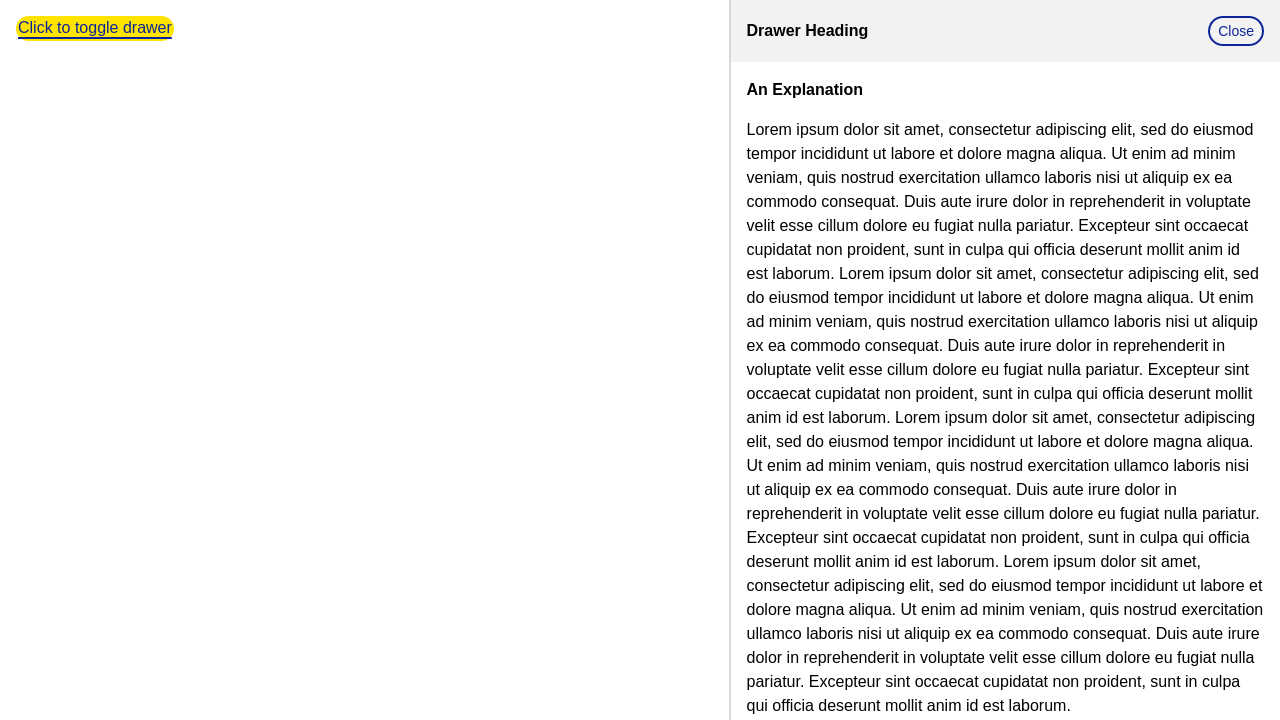 Click to toggle drawer
Drawer Heading
Close
An Explanation
Lorem ipsum dolor sit amet, consectetur adipiscing elit, sed do eiusmod
tempor incididunt ut labore et dolore magna aliqua. Ut enim ad minim
veniam, quis nostrud exercitation ullamco laboris nisi ut aliquip ex ea
commodo consequat. Duis aute irure dolor in reprehenderit in voluptate
velit esse cillum dolore eu fugiat nulla pariatur. Excepteur sint occaecat
cupidatat non proident, sunt in culpa qui officia deserunt mollit anim id
est laborum. Lorem ipsum dolor sit amet, consectetur adipiscing elit, sed
do eiusmod tempor incididunt ut labore et dolore magna aliqua. Ut enim
ad minim veniam, quis nostrud exercitation ullamco laboris nisi ut aliquip
ex ea commodo consequat. Duis aute irure dolor in reprehenderit in
voluptate velit esse cillum dolore eu fugiat nulla pariatur. Excepteur sint
occaecat cupidatat non proident, sunt in culpa qui officia deserunt mollit
anim id est laborum. Lorem ipsum dolor sit amet, consectetur adipiscing
elit, sed do eiusmod tempor incididunt ut labore et dolore magna aliqua.
Ut enim ad minim veniam, quis nostrud exercitation ullamco laboris nisi
ut aliquip ex ea commodo consequat. Duis aute irure dolor in
reprehenderit in voluptate velit esse cillum dolore eu fugiat nulla pariatur.
Excepteur sint occaecat cupidatat non proident, sunt in culpa qui officia
deserunt mollit anim id est laborum. Lorem ipsum dolor sit amet,
consectetur adipiscing elit, sed do eiusmod tempor incididunt ut labore et
dolore magna aliqua. Ut enim ad minim veniam, quis nostrud exercitation
ullamco laboris nisi ut aliquip ex ea commodo consequat. Duis aute irure
dolor in reprehenderit in voluptate velit esse cillum dolore eu fugiat nulla
pariatur. Excepteur sint occaecat cupidatat non proident, sunt in culpa
qui officia deserunt mollit anim id est laborum.